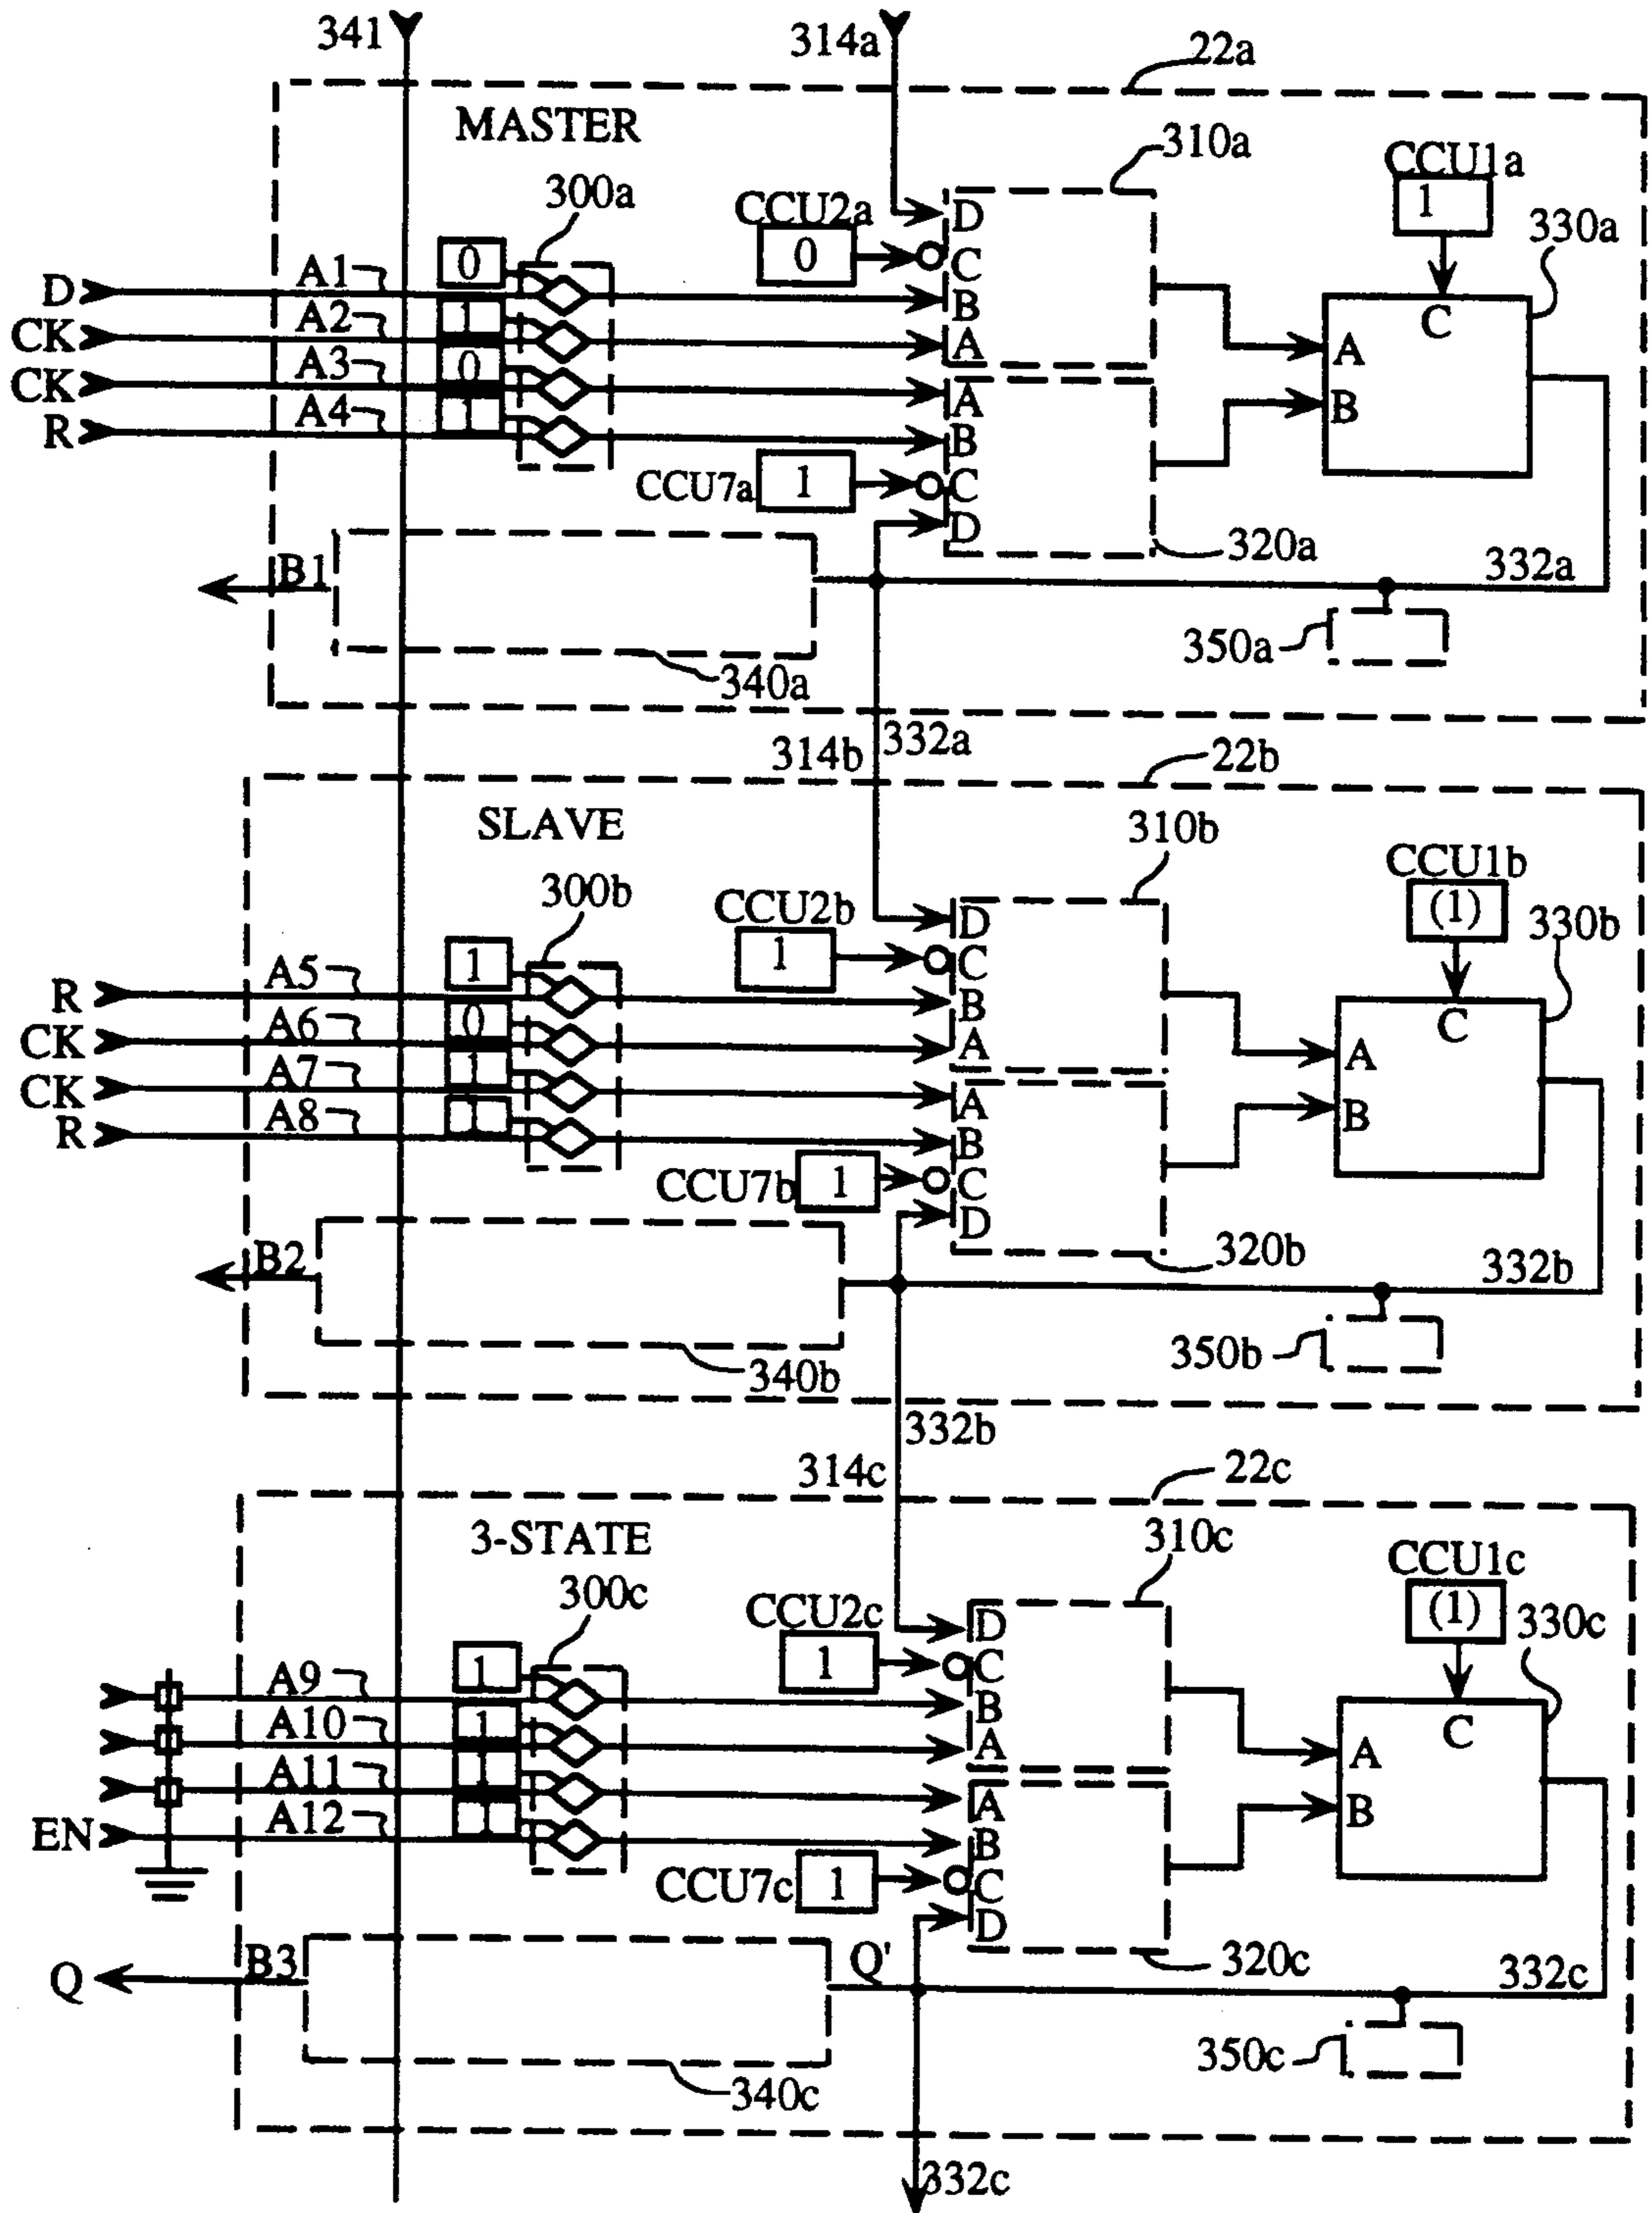 341
314a
22a
MASTER
310a
CCU1a
1
300a
CCU2a
0
330a
D
C
B
A
A
B
C
D
C
A
B
D
A1
0
CK
A2
1
CK
A3
0
R
A4
1
CCU7a
1
320a
B1
332a
350a
340a
314b
332a
22b
SLAVE
310b
CCU1b
(1)
300b
CCU2b
1
330b
D
C
B
A
A
B
C
D
C
A
B
R
A5
1
CK
A6
0
CK
A7
1
R
A8
1
CCU7b
1
320b
B2
332b
350b
340b
332b
314c
22c
3-STATE
310c
CCU1c
(1)
300c
CCU2c
1
330c
D
C
B
A
A
B
C
D
C
A
B
A9
1
A10
1
A11
1
EN
A12
1
CCU7c
1
320c
Q
B3
Q'
332c
350c
340c
332c